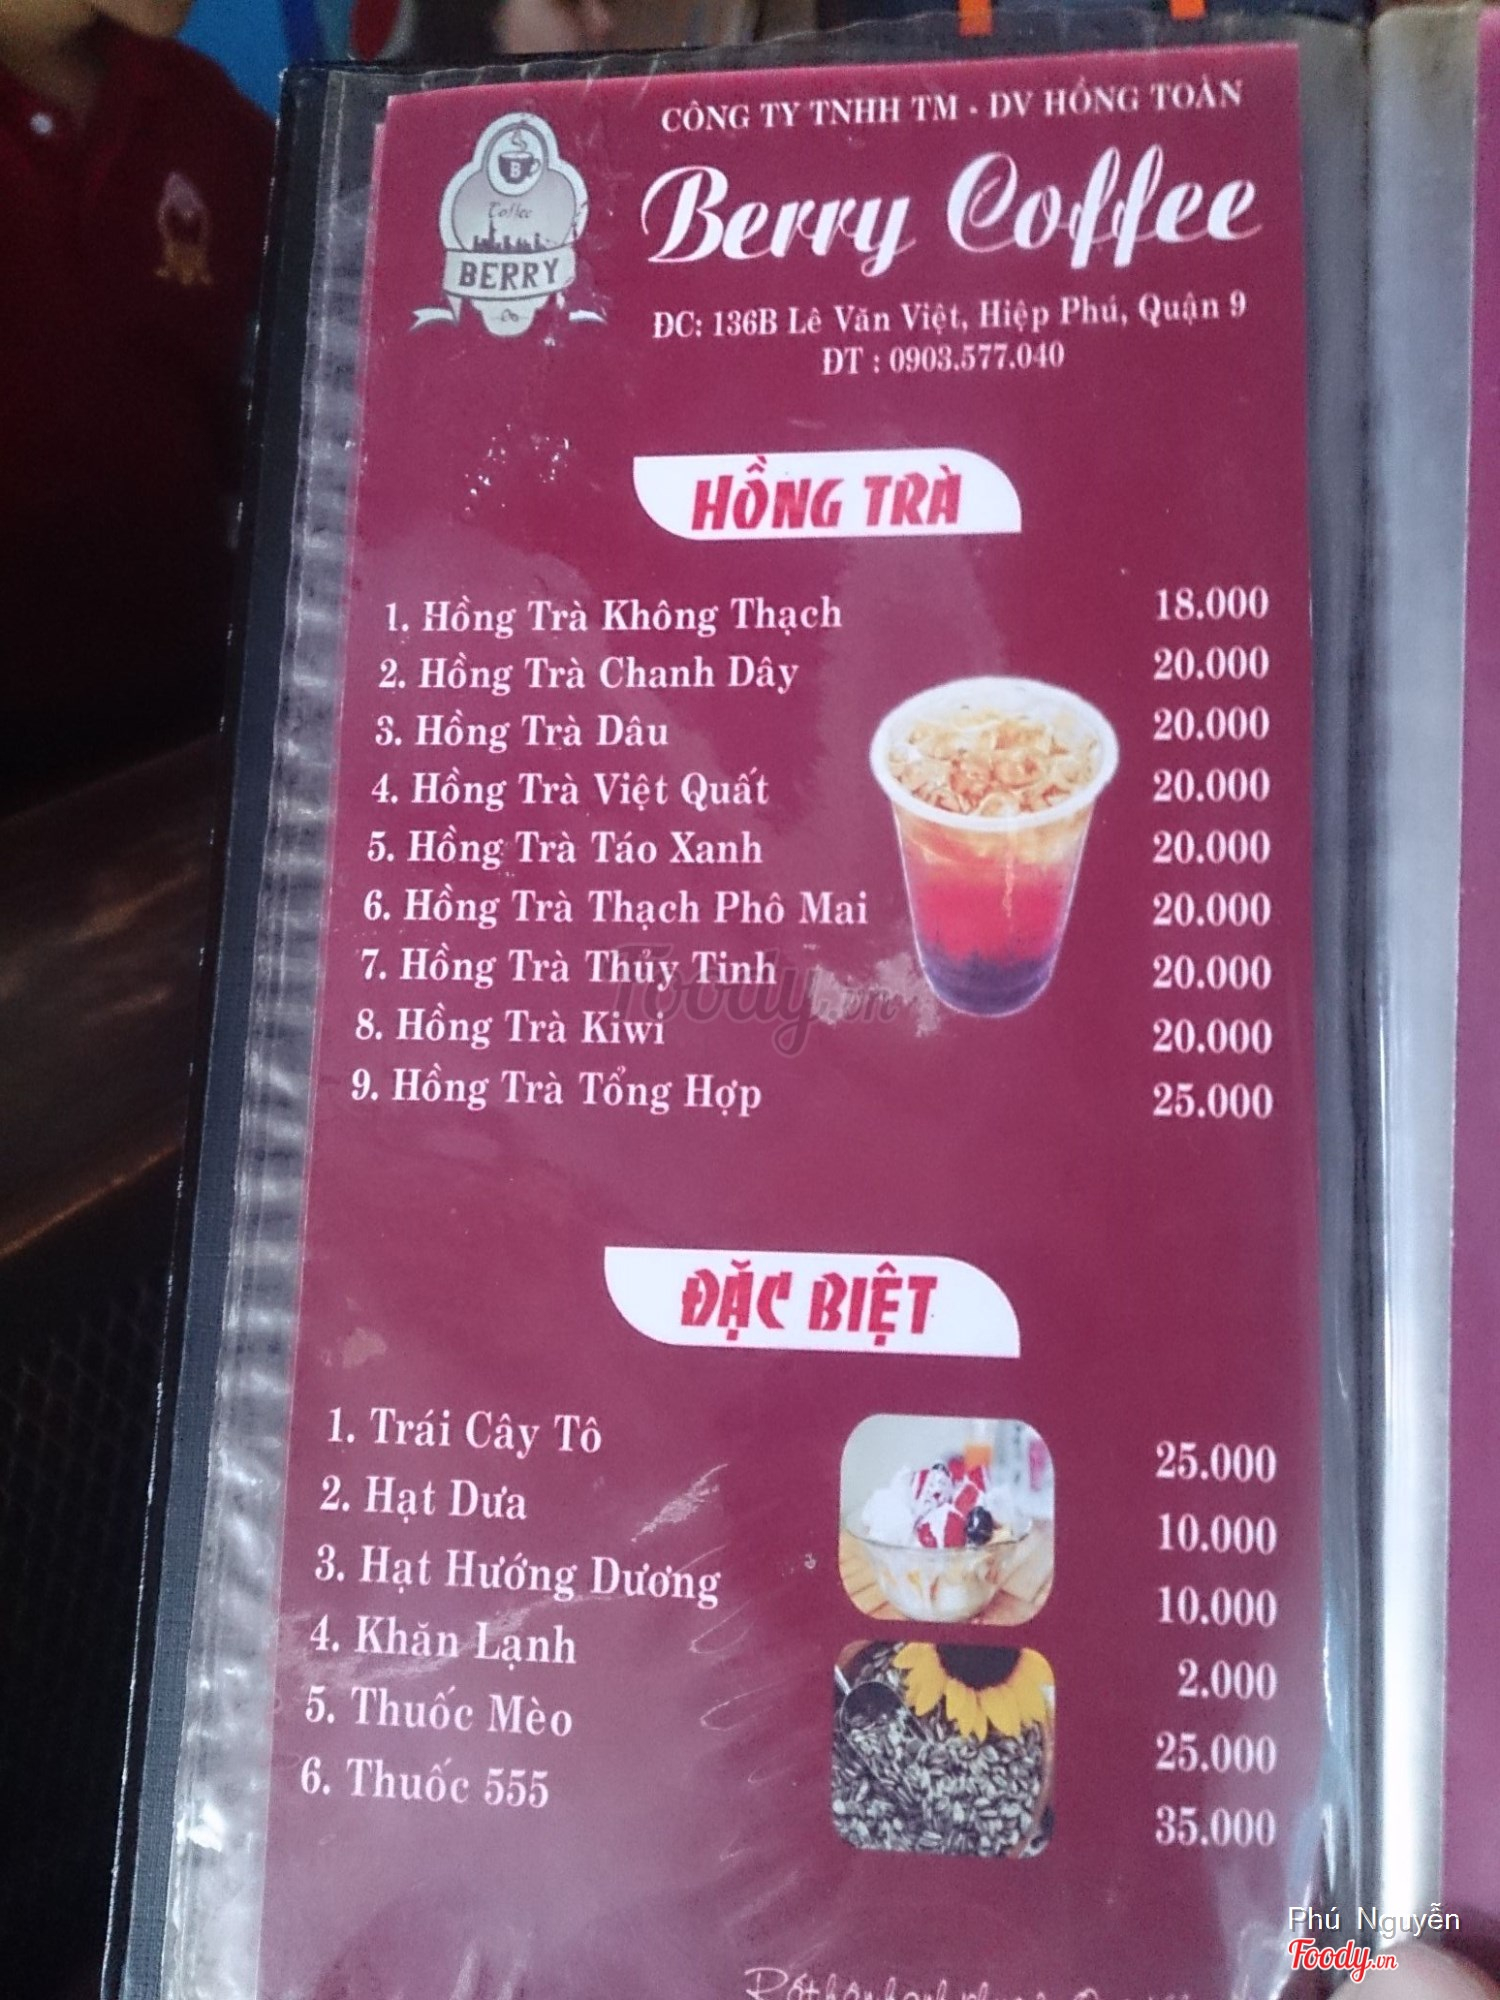 CÔNG TY TNHH TM - DV HỒNG TOÀN
Coffee
BERRY
Berry Coffee
ĐC: 136B Lê Văn Việt, Hiệp Phú, Quận 9
ĐT : 0903.577.040
HỒNG TRÀ
1. Hồng Trà Không Thạch 18.000
2. Hồng Trà Chanh Dây 20.000
3. Hồng Trà Dâu 20.000
4. Hồng Trà Việt Quất 20.000
5. Hồng Trà Táo Xanh 20.000
6. Hồng Trà Thạch Phô Mai 20.000
7. Hồng Trà Thủy Tinh 20.000
8. Hồng Trà Kiwi 20.000
9. Hồng Trà Tổng Hợp 25.000
Foody.vn
ĐẶC BIỆT
1. Trái Cây Tô 25.000
2. Hạt Dưa 10.000
3. Hạt Hướng Dương 10.000
4. Khăn Lạnh 2.000
5. Thuốc Mèo 25.000
6. Thuốc 555 35.000
Phú Nguyễn
Foody.vn